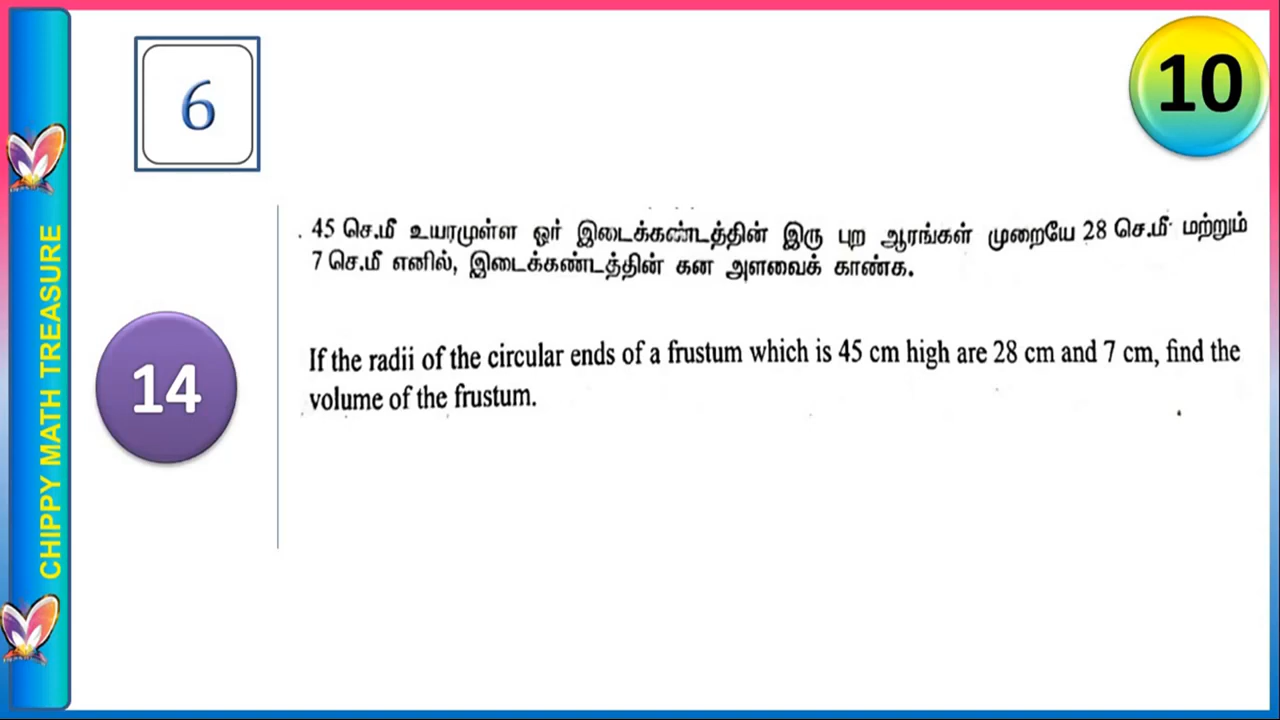 6
10
. 45 செ.மீ உயரமுள்ள ஓர் இடைக்கண்டத்தின் இரு புற ஆரங்கள் முறையே 28 செ.மீ மற்றும்
7 செ.மீ எனில், இடைக்கண்டத்தின் கன அளவைக் காண்க.
14
If the radii of the circular ends of a frustum which is 45 cm high are 28 cm and 7 cm, find the
volume of the frustum.
CHIPPY MATH TREASURE